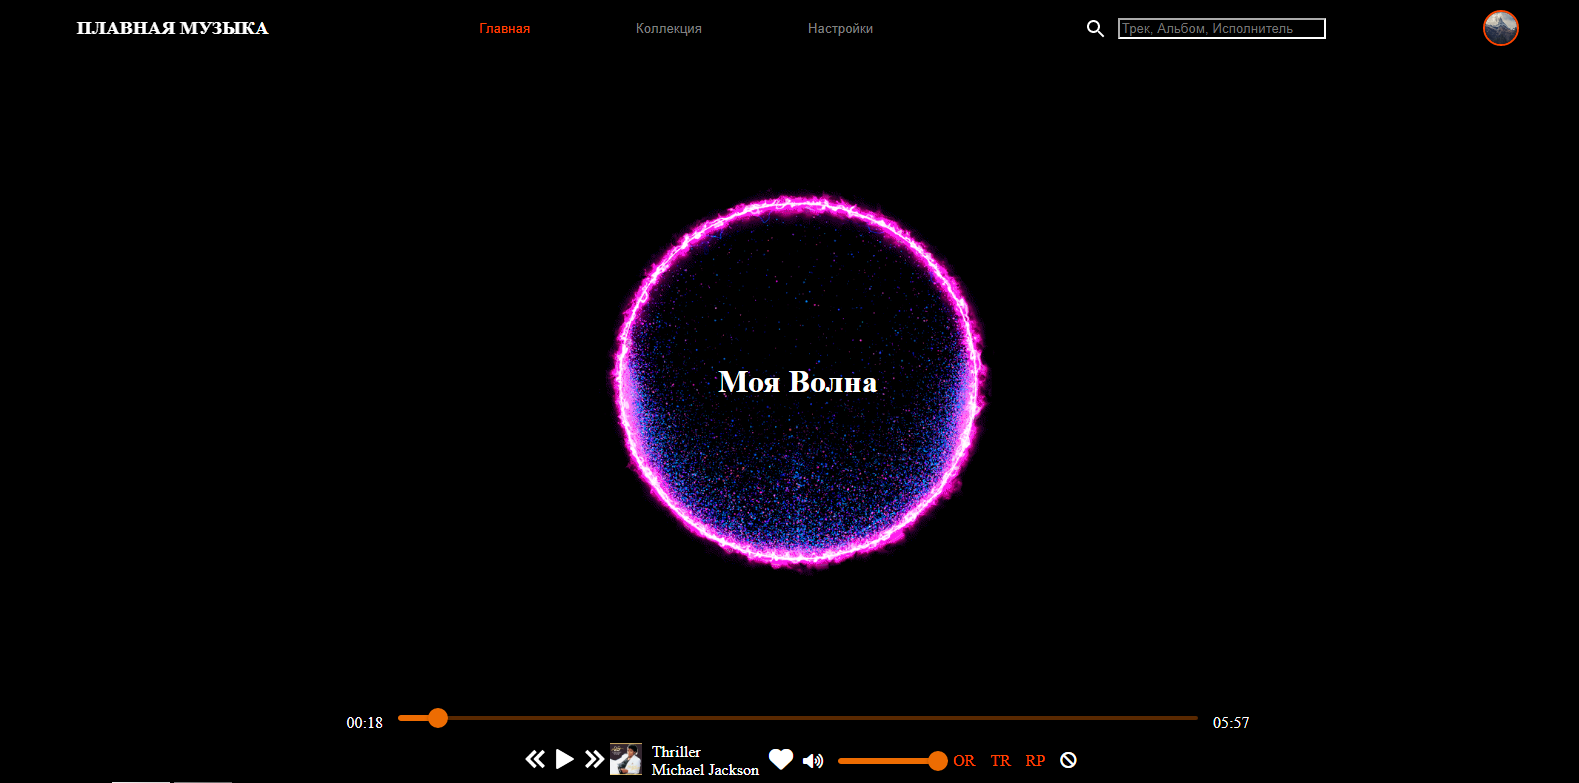 ПЛАВНАЯ МУЗЫКА
Главная
Коллекция
Настройки
Трек, Альбом, Исполнитель
Моя Волна
00:18
05:57
Thriller
Michael Jackson
OR TR RP